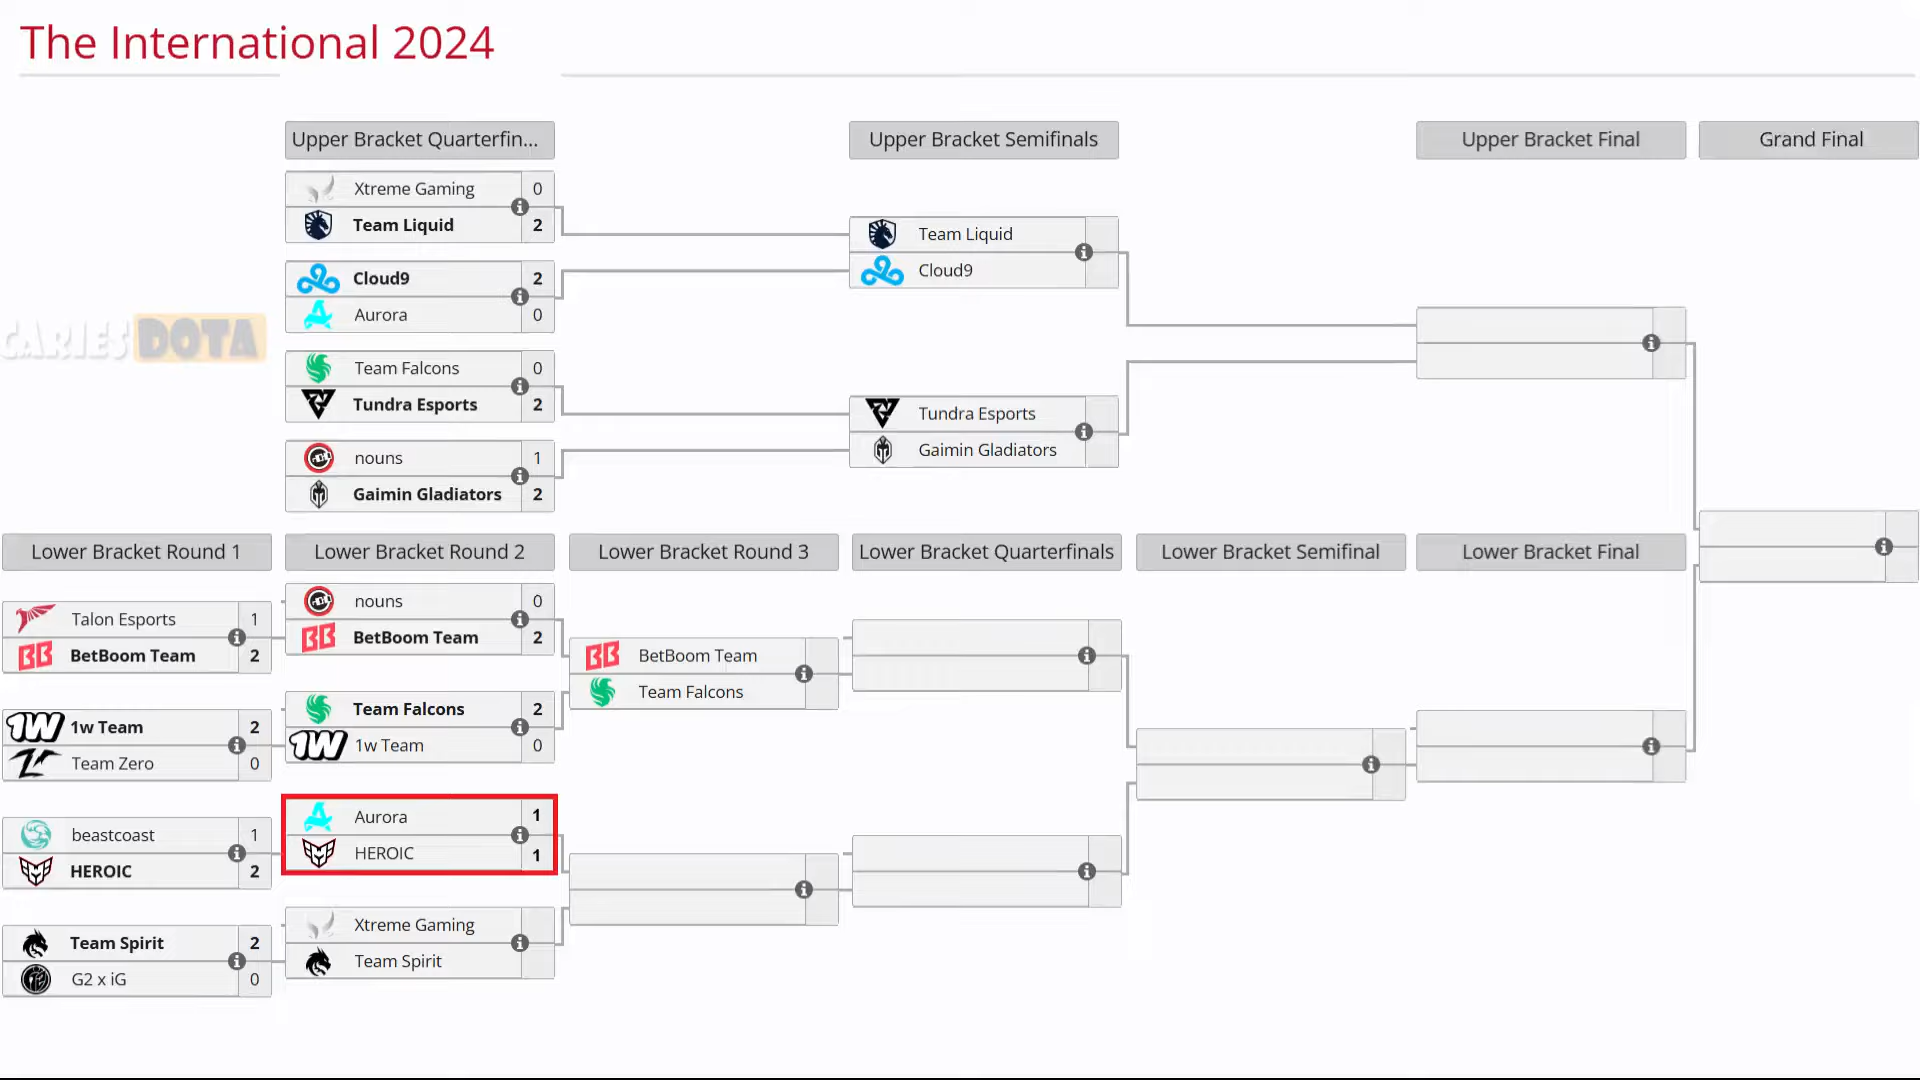 The International 2024
Upper Bracket Quarterfin...
Upper Bracket Semifinals
Upper Bracket Final
Grand Final
Xtreme Gaming 0
Team Liquid 2
Cloud9 2
Aurora 0
Team Falcons 0
Tundra Esports 2
nouns 1
Gaimin Gladiators 2
Team Liquid
Cloud9
Tundra Esports
Gaimin Gladiators
CARIES DOTA
Lower Bracket Round 1
Lower Bracket Round 2
Lower Bracket Round 3
Lower Bracket Quarterfinals
Lower Bracket Semifinal
Lower Bracket Final
Talon Esports 1
BetBoom Team 2
1W 1w Team 2
Team Zero 0
beastcoast 1
HEROIC 2
Team Spirit 2
G2 x iG 0
nouns 0
BetBoom Team 2
Team Falcons 2
1W 1w Team 0
Aurora 1
HEROIC 1
Xtreme Gaming
Team Spirit
BetBoom Team
Team Falcons